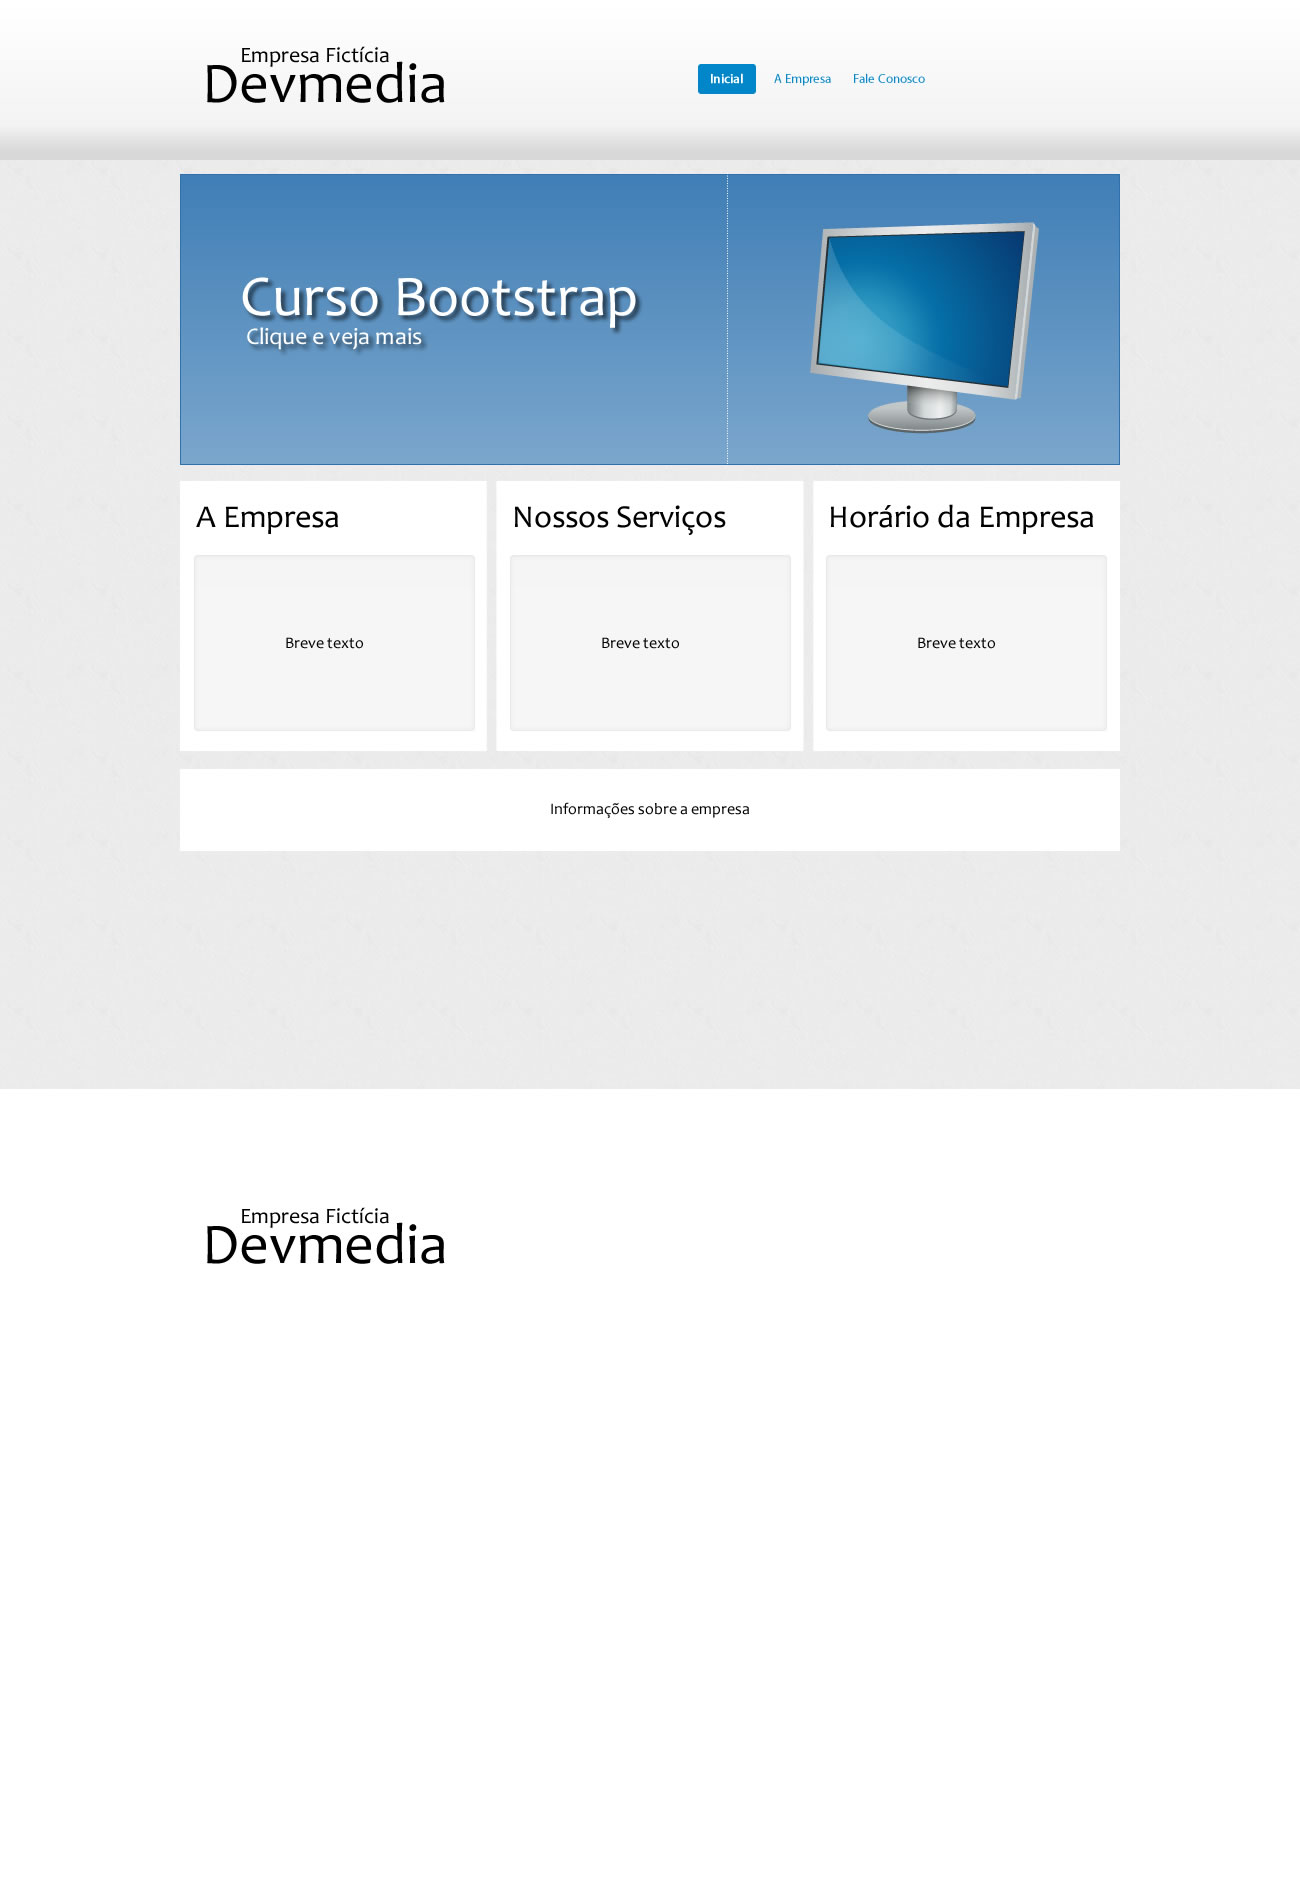 Empresa Fictícia
Devmedia
Inicial
A Empresa
Fale Conosco
Curso Bootstrap
Clique e veja mais
A Empresa
Nossos Serviços
Horário da Empresa
Breve texto
Breve texto
Breve texto
Informações sobre a empresa
Empresa Fictícia
Devmedia